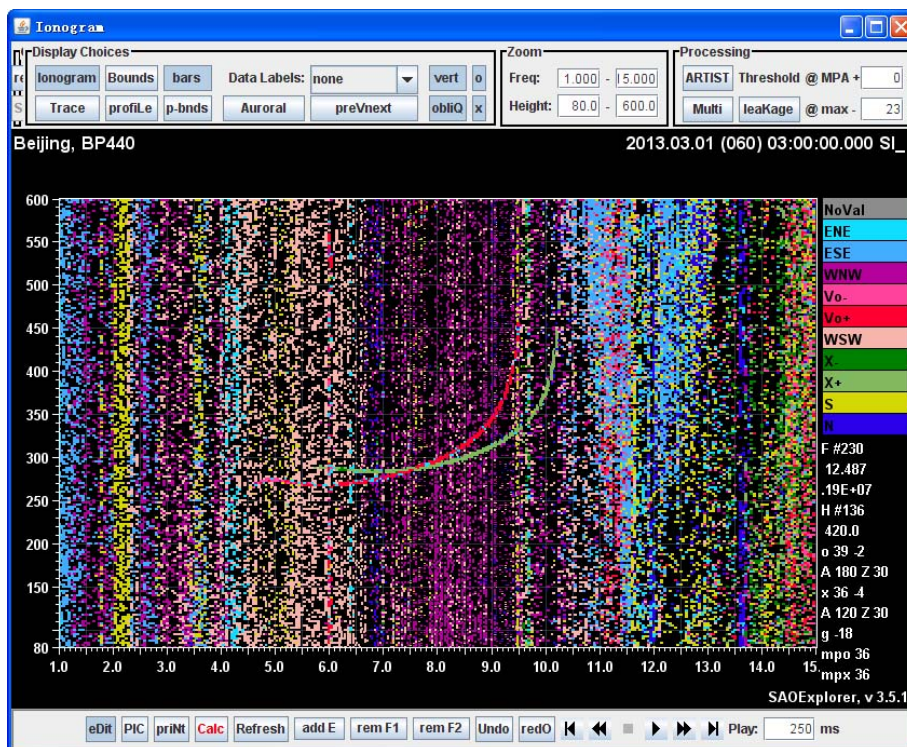 Ionogram
Display Choices
Ionogram Bounds bars Data Labels: none vert o
Trace profiLe p-bnds Auroral preVnext obliQ x
Zoom
Freq: 1.000 - 15.000
Height: 80.0 - 600.0
Processing
ARTIST Threshold @ MPA + 0
Multi leaKage @ max - 23
Beijing, BP440 2013.03.01 (060) 03:00:00.000 SI_
600
550
500
450
400
350
300
250
200
150
80
1.0 2.0 3.0 4.0 5.0 6.0 7.0 8.0 9.0 10.0 11.0 12.0 13.0 14.0 15.
NoVal
ENE
ESE
WNW
Vo-
Vo+
WSW
X-
X+
S
N
F #230
12.487
.19E+07
H #136
420.0
o 39 -2
A 180 Z 30
x 36 -4
A 120 Z 30
g -18
mpo 36
mpx 36
SAOExplorer, v 3.5.1
eDit PIC priNt Calc Refresh add E rem F1 rem F2 Undo redO Play: 250 ms